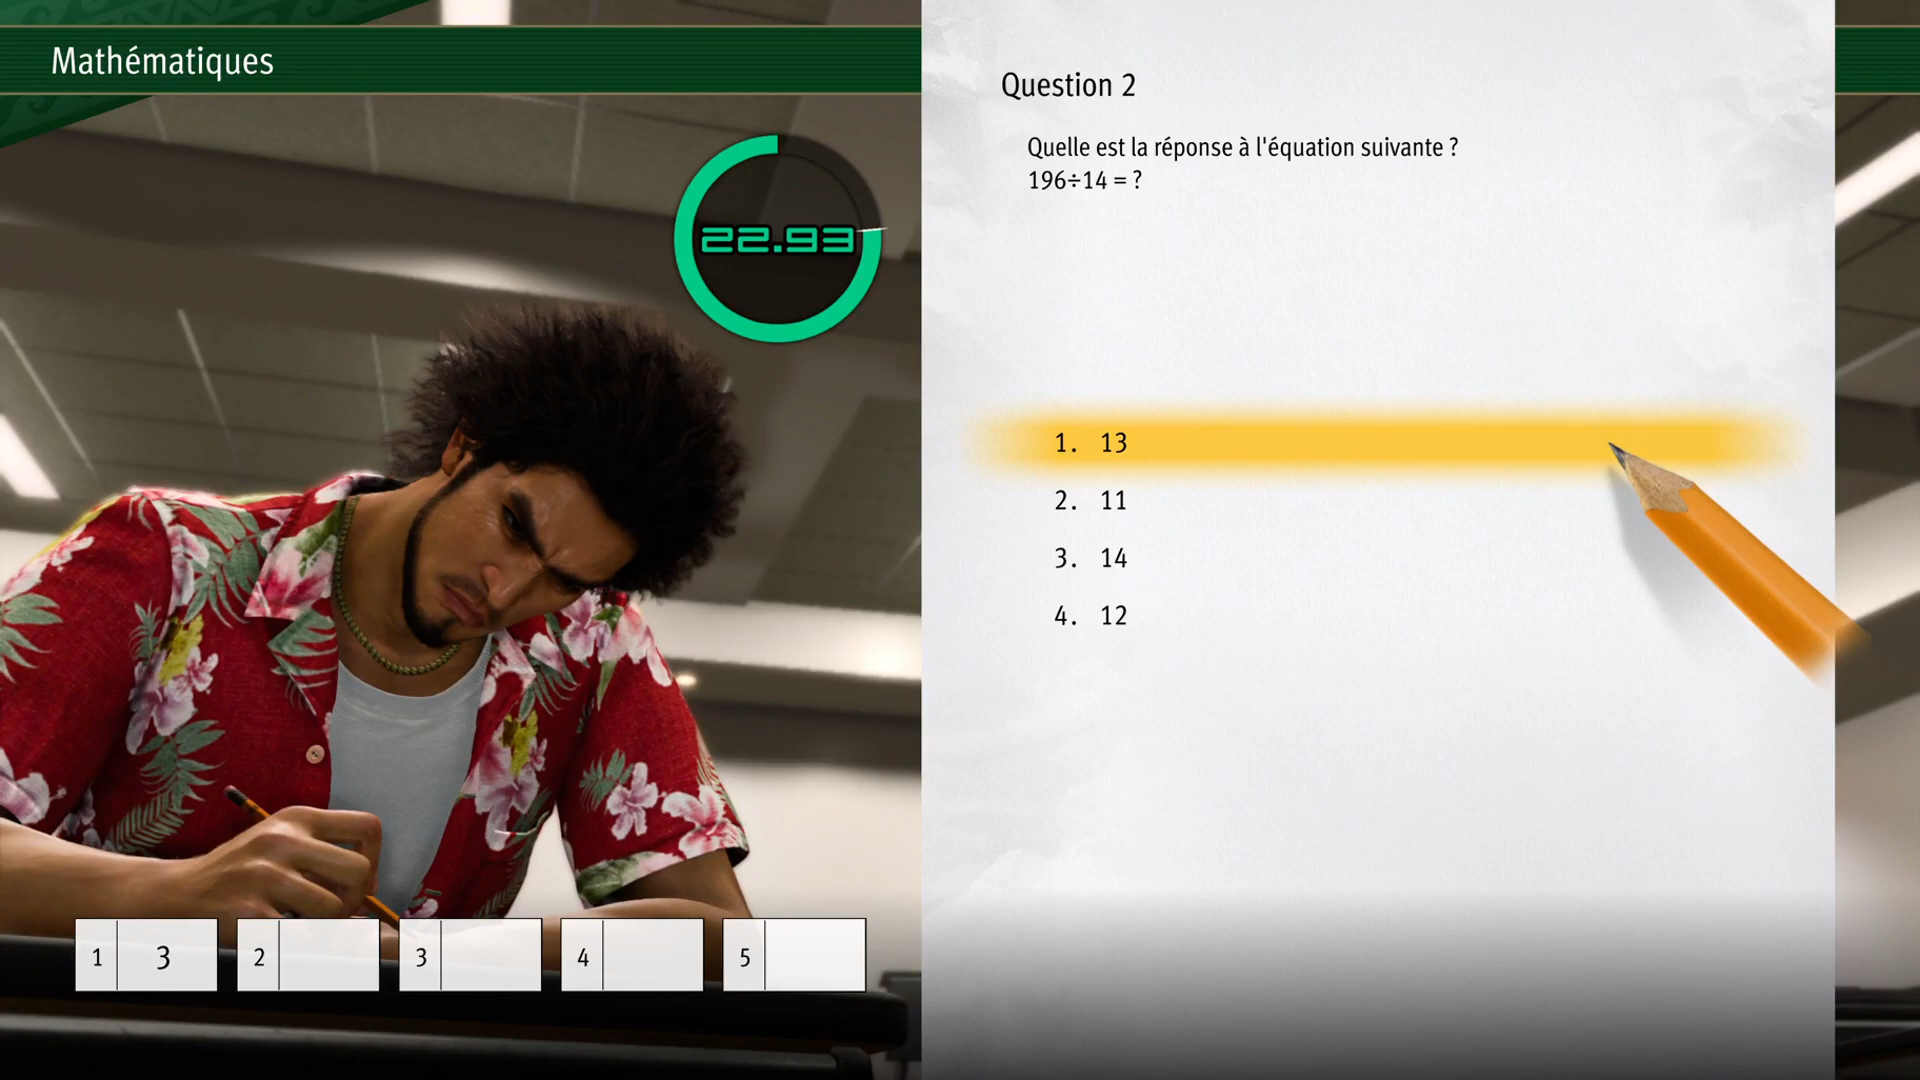 Mathématiques
22.93
Question 2
Quelle est la réponse à l'équation suivante ?
196÷14 = ?
1. 13
2. 11
3. 14
4. 12
1 3
2
3
4
5